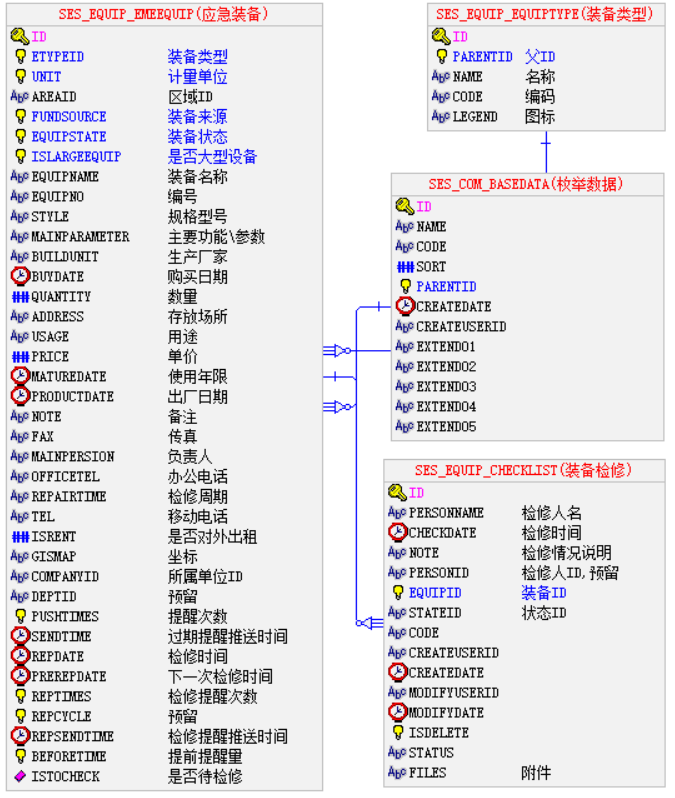 SES_EQUIP_EMEEQUIP(应急装备)
ID
ETYPEID 装备类型
UNIT 计量单位
AREAID 区域ID
FUNDSOURCE 装备来源
EQUIPSTATE 装备状态
ISLARGEEQUIP 是否大型设备
EQUIPNAME 装备名称
EQUIPNO 编号
STYLE 规格型号
MAINPARAMETER 主要功能\参数
BUILDUNIT 生产厂家
BUYDATE 购买日期
QUANTITY 数量
ADDRESS 存放场所
USAGE 用途
PRICE 单价
MATUREDATE 使用年限
PRODUCTDATE 出厂日期
NOTE 备注
FAX 传真
MAINPERSION 负责人
OFFICETEL 办公电话
REPAIRTIME 检修周期
TEL 移动电话
ISRENT 是否对外出租
GISMAP 坐标
COMPANYID 所属单位ID
DEPTID 预留
PUSHTIMES 提醒次数
SENDTIME 过期提醒推送时间
REPDATE 检修时间
PREREPDATE 下一次检修时间
REPTIMES 检修提醒次数
REPCYCLE 预留
REPSENDTIME 检修提醒推送时间
BEFORETIME 提前提醒量
ISTOCHECK 是否待检修
SES_EQUIP_EQUIPTYPE(装备类型)
ID
PARENTID 父ID
NAME 名称
CODE 编码
LEGEND 图标
SES_COM_BASEDATA(枚举数据)
ID
NAME
CODE
SORT
PARENTID
CREATEDATE
CREATEUSERID
EXTEND01
EXTEND02
EXTEND03
EXTEND04
EXTEND05
SES_EQUIP_CHECKLIST(装备检修)
ID
PERSONNAME 检修人名
CHECKDATE 检修时间
NOTE 检修情况说明
PERSONID 检修人ID,预留
EQUIPID 装备ID
STATEID 状态ID
CODE
CREATEUSERID
CREATEDATE
MODIFYUSERID
MODIFYDATE
ISDELETE
STATUS
FILES 附件